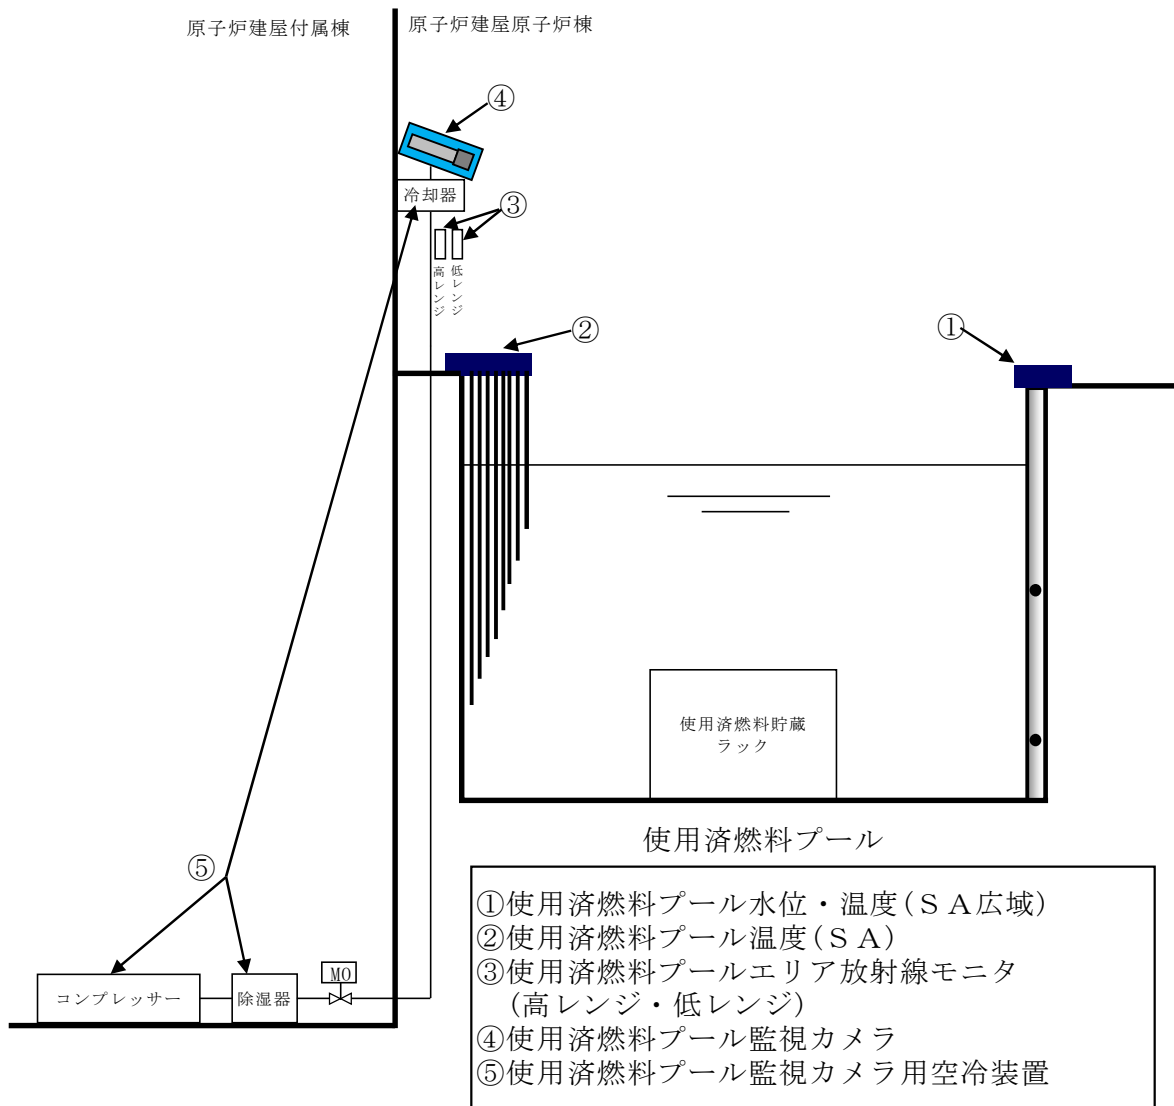 原子炉建屋付属棟
原子炉建屋原子炉棟
④
冷却器
③
高レンジ
低レンジ
②
①
使用済燃料貯蔵
ラック
使用済燃料プール
⑤
MO
コンプレッサー
除湿器
①使用済燃料プール水位・温度(ＳＡ広域)
②使用済燃料プール温度(ＳＡ)
③使用済燃料プールエリア放射線モニタ
(高レンジ・低レンジ)
④使用済燃料プール監視カメラ
⑤使用済燃料プール監視カメラ用空冷装置